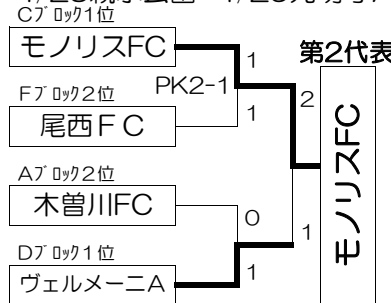 Cﾌﾞﾛｯｸ1位
モノリスFC
1
第2代表
PK2-1
2
Fﾌﾞﾛｯｸ2位
1
尾西ＦＣ
モノリスFC
Aﾌﾞﾛｯｸ2位
木曽川FC
0
1
Dﾌﾞﾛｯｸ1位
1
ヴェルメーニA